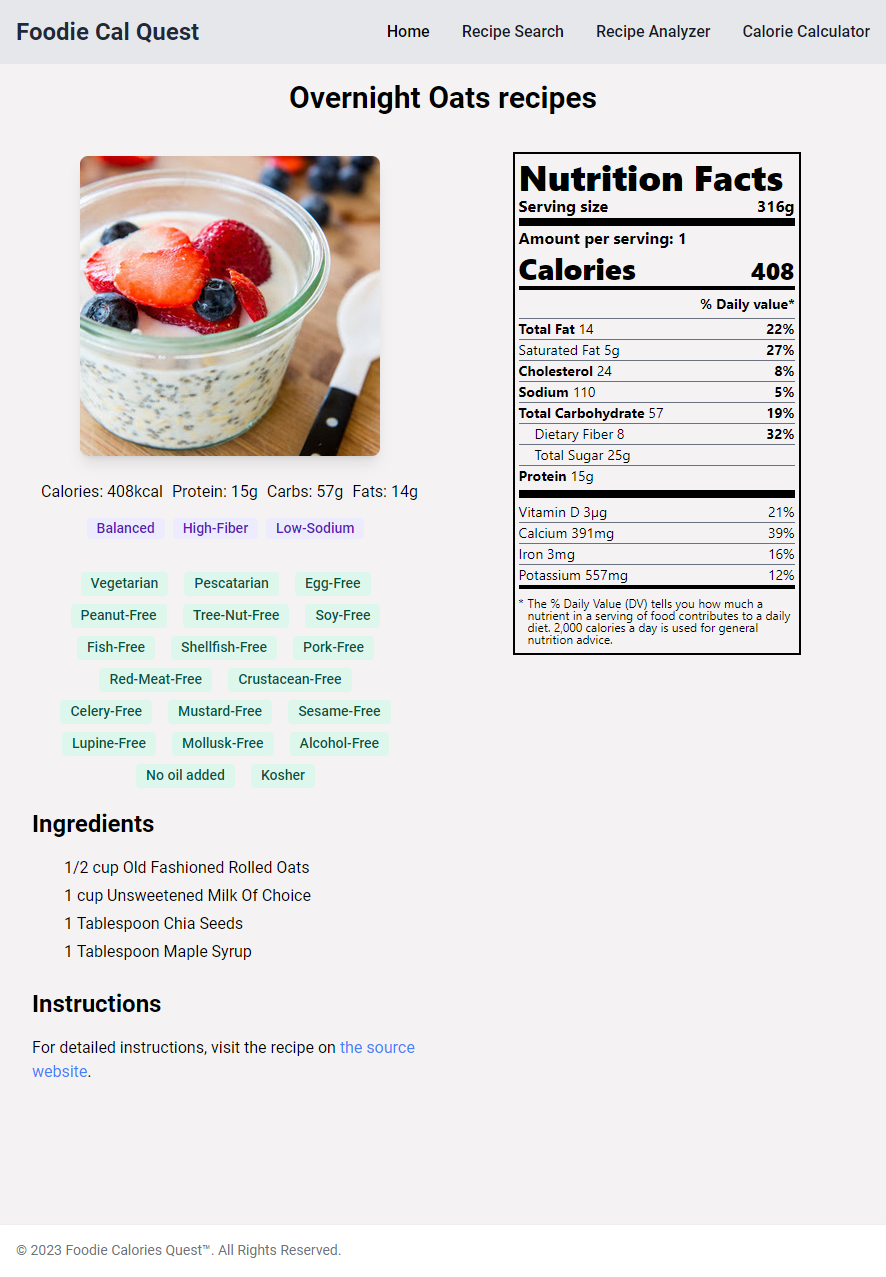 Foodie Cal Quest
Home Recipe Search Recipe Analyzer Calorie Calculator
Overnight Oats recipes
Calories: 408kcal Protein: 15g Carbs: 57g Fats: 14g
Balanced High-Fiber Low-Sodium
Vegetarian Pescatarian Egg-Free
Peanut-Free Tree-Nut-Free Soy-Free
Fish-Free Shellfish-Free Pork-Free
Red-Meat-Free Crustacean-Free
Celery-Free Mustard-Free Sesame-Free
Lupine-Free Mollusk-Free Alcohol-Free
No oil added Kosher
Ingredients
1/2 cup Old Fashioned Rolled Oats
1 cup Unsweetened Milk Of Choice
1 Tablespoon Chia Seeds
1 Tablespoon Maple Syrup
Instructions
For detailed instructions, visit the recipe on the source
website.
Nutrition Facts
Serving size 316g
Amount per serving: 1
Calories 408
% Daily value*
Total Fat 14 22%
Saturated Fat 5g 27%
Cholesterol 24 8%
Sodium 110 5%
Total Carbohydrate 57 19%
Dietary Fiber 8 32%
Total Sugar 25g
Protein 15g
Vitamin D 3µg 21%
Calcium 391mg 39%
Iron 3mg 16%
Potassium 557mg 12%
* The % Daily Value (DV) tells you how much a
nutrient in a serving of food contributes to a daily
diet. 2,000 calories a day is used for general
nutrition advice.
© 2023 Foodie Calories Quest™. All Rights Reserved.